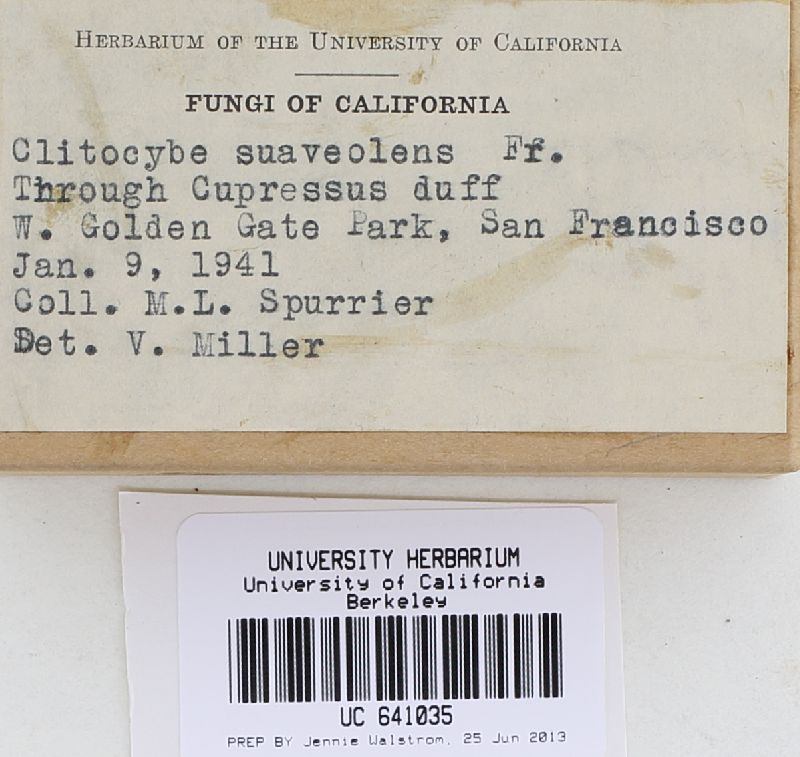 HERBARIUM OF THE UNIVERSITY OF CALIFORNIA
FUNGI OF CALIFORNIA
Clitocybe suaveolens Fr.
Through Cupressus duff
W. Golden Gate Park, San Francisco
Jan. 9, 1941
Coll. M.L. Spurrier
Det. V. Miller
UNIVERSITY HERBARIUM
University of California
Berkeley
UC 641035
PREP BY Jennie Walstrom, 25 Jun 2013